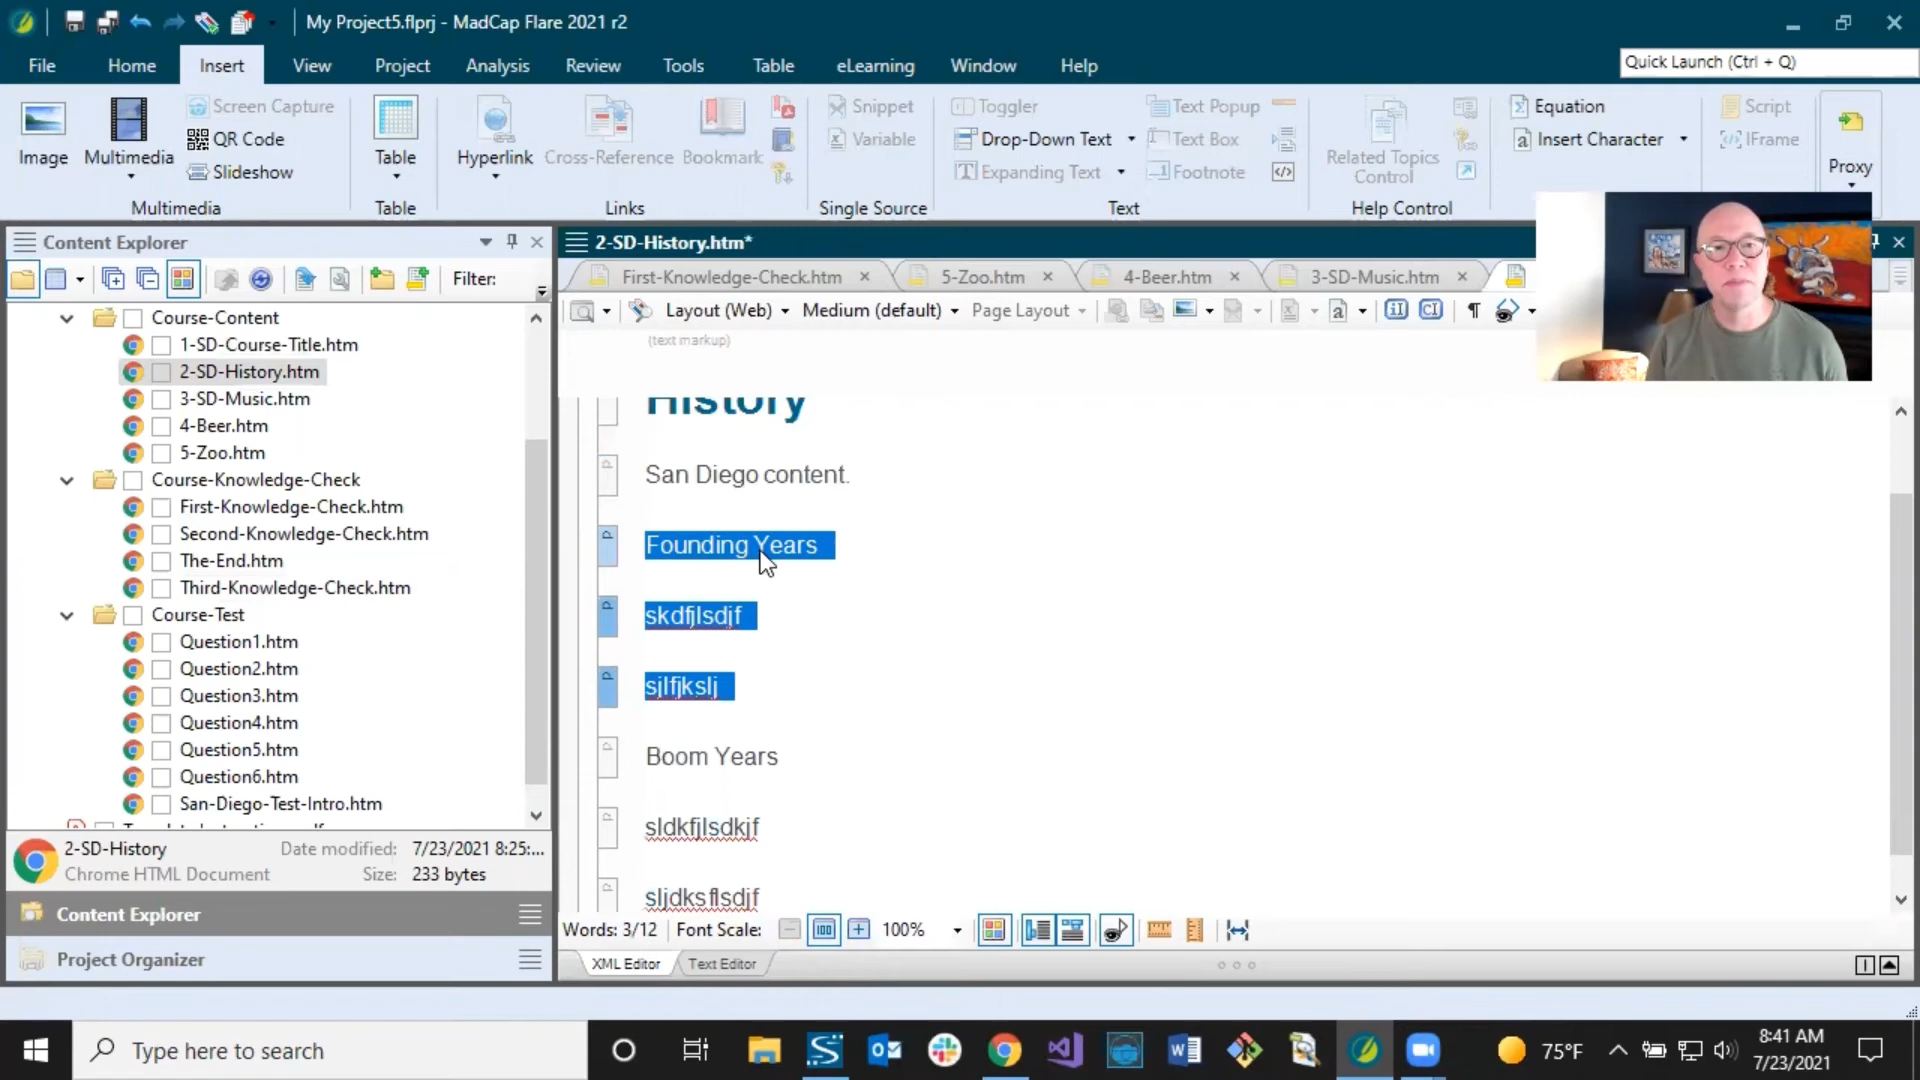 My Project5.flprj - MadCap Flare 2021 r2
File Home Insert View Project Analysis Review Tools Table eLearning Window Help
Quick Launch (Ctrl + Q)
Image
Multimedia
Screen Capture
QR Code
Slideshow
Multimedia
Table
Table
Hyperlink
Cross-Reference
Bookmark
Links
Snippet
Variable
Single Source
Toggler
Drop-Down Text
Expanding Text
Text Popup
Text Box
Footnote
Text
Related Topics
Control
Help Control
Equation
Insert Character
Script
IFrame
Proxy
Content Explorer
Filter:
Course-Content
1-SD-Course-Title.htm
2-SD-History.htm
3-SD-Music.htm
4-Beer.htm
5-Zoo.htm
Course-Knowledge-Check
First-Knowledge-Check.htm
Second-Knowledge-Check.htm
The-End.htm
Third-Knowledge-Check.htm
Course-Test
Question1.htm
Question2.htm
Question3.htm
Question4.htm
Question5.htm
Question6.htm
San-Diego-Test-Intro.htm
2-SD-History
Date modified: 7/23/2021 8:25:...
Chrome HTML Document
Size: 233 bytes
Content Explorer
Project Organizer
2-SD-History.htm*
First-Knowledge-Check.htm
5-Zoo.htm
4-Beer.htm
3-SD-Music.htm
Layout (Web) Medium (default) Page Layout
(text markup)
History
San Diego content.
Founding Years
skdfjlsdjf
sjlfjkslj
Boom Years
sldkfjlsdkjf
sljdksflsdjf
Words: 3/12 Font Scale: 100%
XML Editor Text Editor
Type here to search
75°F
8:41 AM
7/23/2021